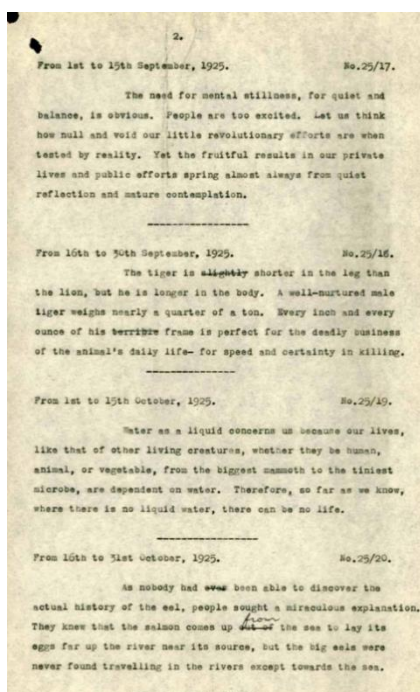 2.
From 1st to 15th September, 1925. No.25/17.
The need for mental stillness, for quiet and
balance, is obvious. People are too excited. Let us think
how null and void our little revolutionary efforts are when
tested by reality. Yet the fruitful results in our private
lives and public efforts spring almost always from quiet
reflection and mature contemplation.
From 16th to 30th September, 1925. No.25/18.
The tiger is slightly shorter in the leg than
the lion, but he is longer in the body. A well-nurtured male
tiger weighs nearly a quarter of a ton. Every inch and every
ounce of his terrible frame is perfect for the deadly business
of the animal's daily life- for speed and certainty in killing.
From 1st to 15th October, 1925. No.25/19.
Water as a liquid concerns us because our lives,
like that of other living creatures, whether they be human,
animal, or vegetable, from the biggest mammoth to the tiniest
microbe, are dependent on water. Therefore, so far as we know,
where there is no liquid water, there can be no life.
From 16th to 31st October, 1925. No.25/20.
As nobody had ever been able to discover the
actual history of the eel, people sought a miraculous explanation.
from
They knew that the salmon comes up out of the sea to lay its
eggs far up the river near its source, but the big eels were
never found travelling in the rivers except towards the sea.